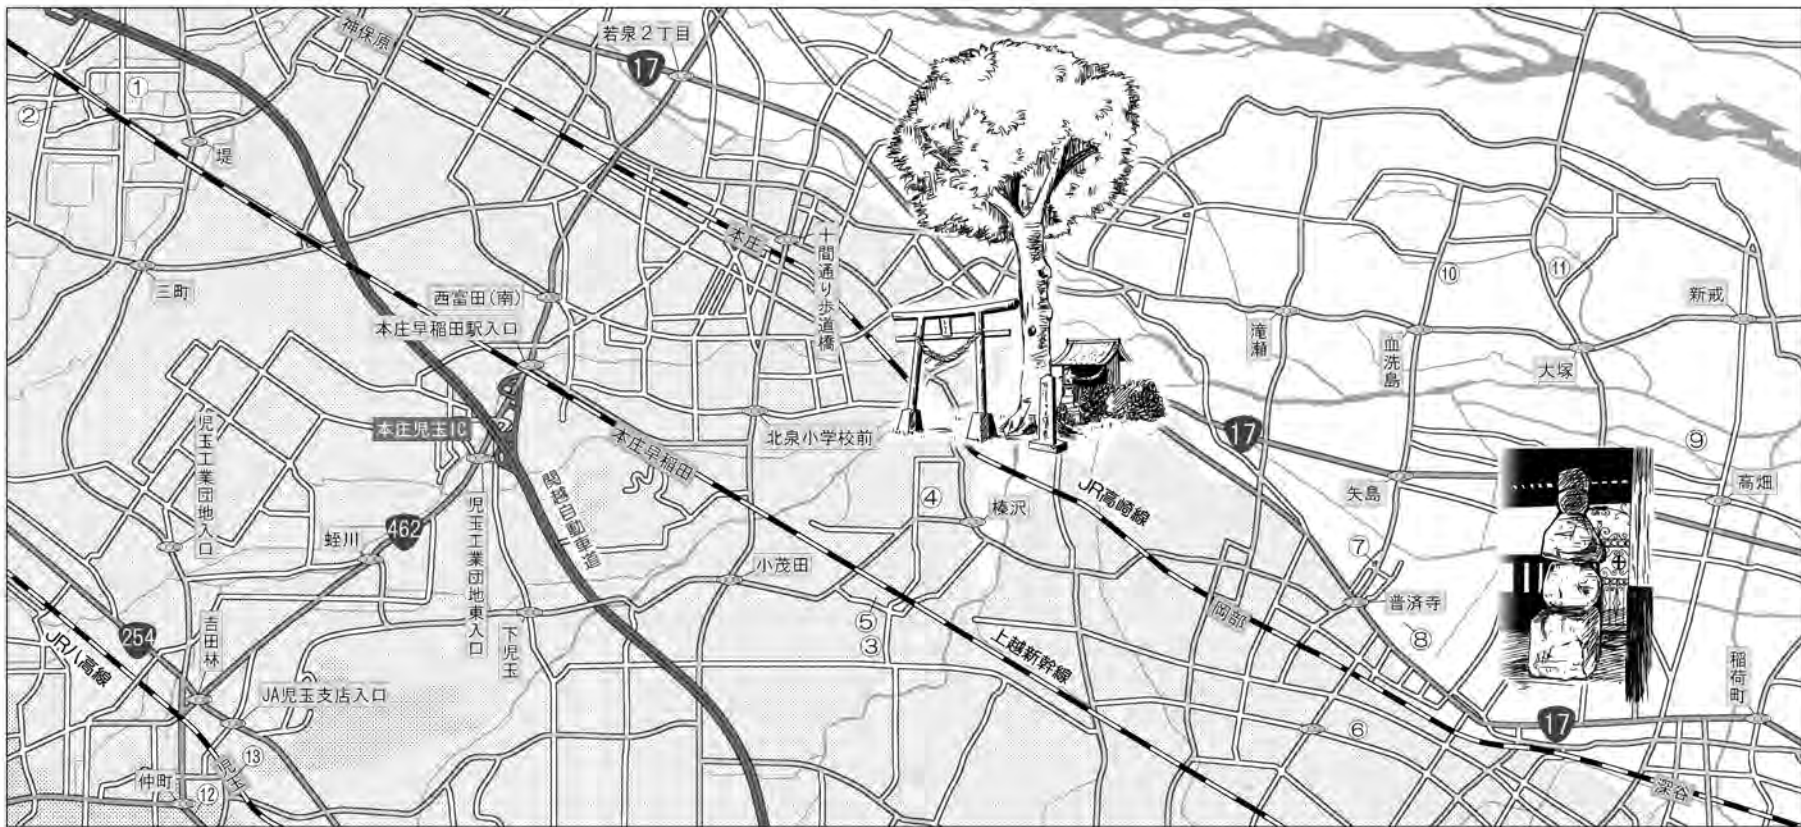 神保原
若泉2丁目
17
①
②
堤
本庄
十間通り歩道橋
三町
西富田(南)
本庄早稲田駅入口
⑩
⑪
新戒
滝瀬
血洗島
大塚
本庄児玉IC
児玉工業団地入口
本庄早稲田
北泉小学校前
17
⑨
高畑
矢島
関越自動車道
児玉工業団地東入口
JR高崎線
④
榛沢
462
蛭川
小茂田
⑦
普済寺
岡部
⑤
③
⑧
254
吉田林
下児玉
上越新幹線
JR八高線
稲荷町
JA児玉支店入口
17
⑥
⑬
児玉
仲町
⑫
深谷